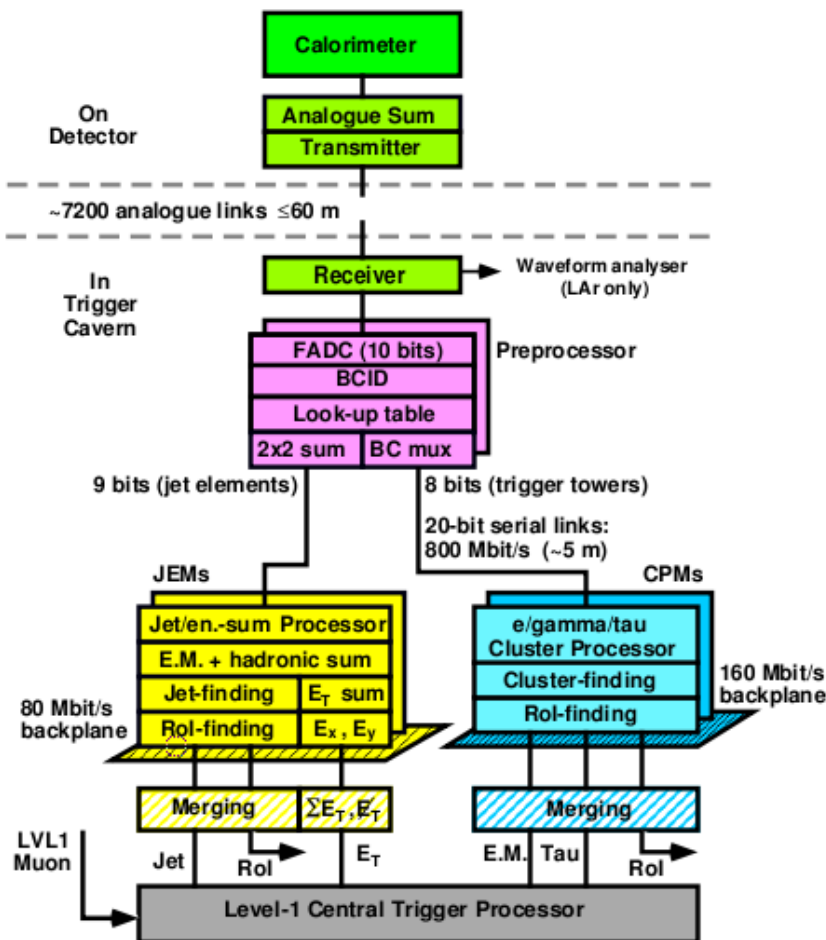 Calorimeter
On
Detector
Analogue Sum
Transmitter
~7200 analogue links ≤60 m
In
Trigger
Cavern
Receiver
Waveform analyser
(LAr only)
Preprocessor
FADC (10 bits)
BCID
Look-up table
2x2 sum
BC mux
9 bits (jet elements)
8 bits (trigger towers)
20-bit serial links:
800 Mbit/s (~5 m)
JEMs
CPMs
Jet/en.-sum Processor
E.M. + hadronic sum
Jet-finding
E_T sum
RoI-finding
E_x , E_y
80 Mbit/s
backplane
e/gamma/tau
Cluster Processor
Cluster-finding
RoI-finding
160 Mbit/s
backplane
Merging
ΣE_T, E̸_T
Merging
LVL1
Muon
Jet
RoI
E_T
E.M.
Tau
RoI
Level-1 Central Trigger Processor